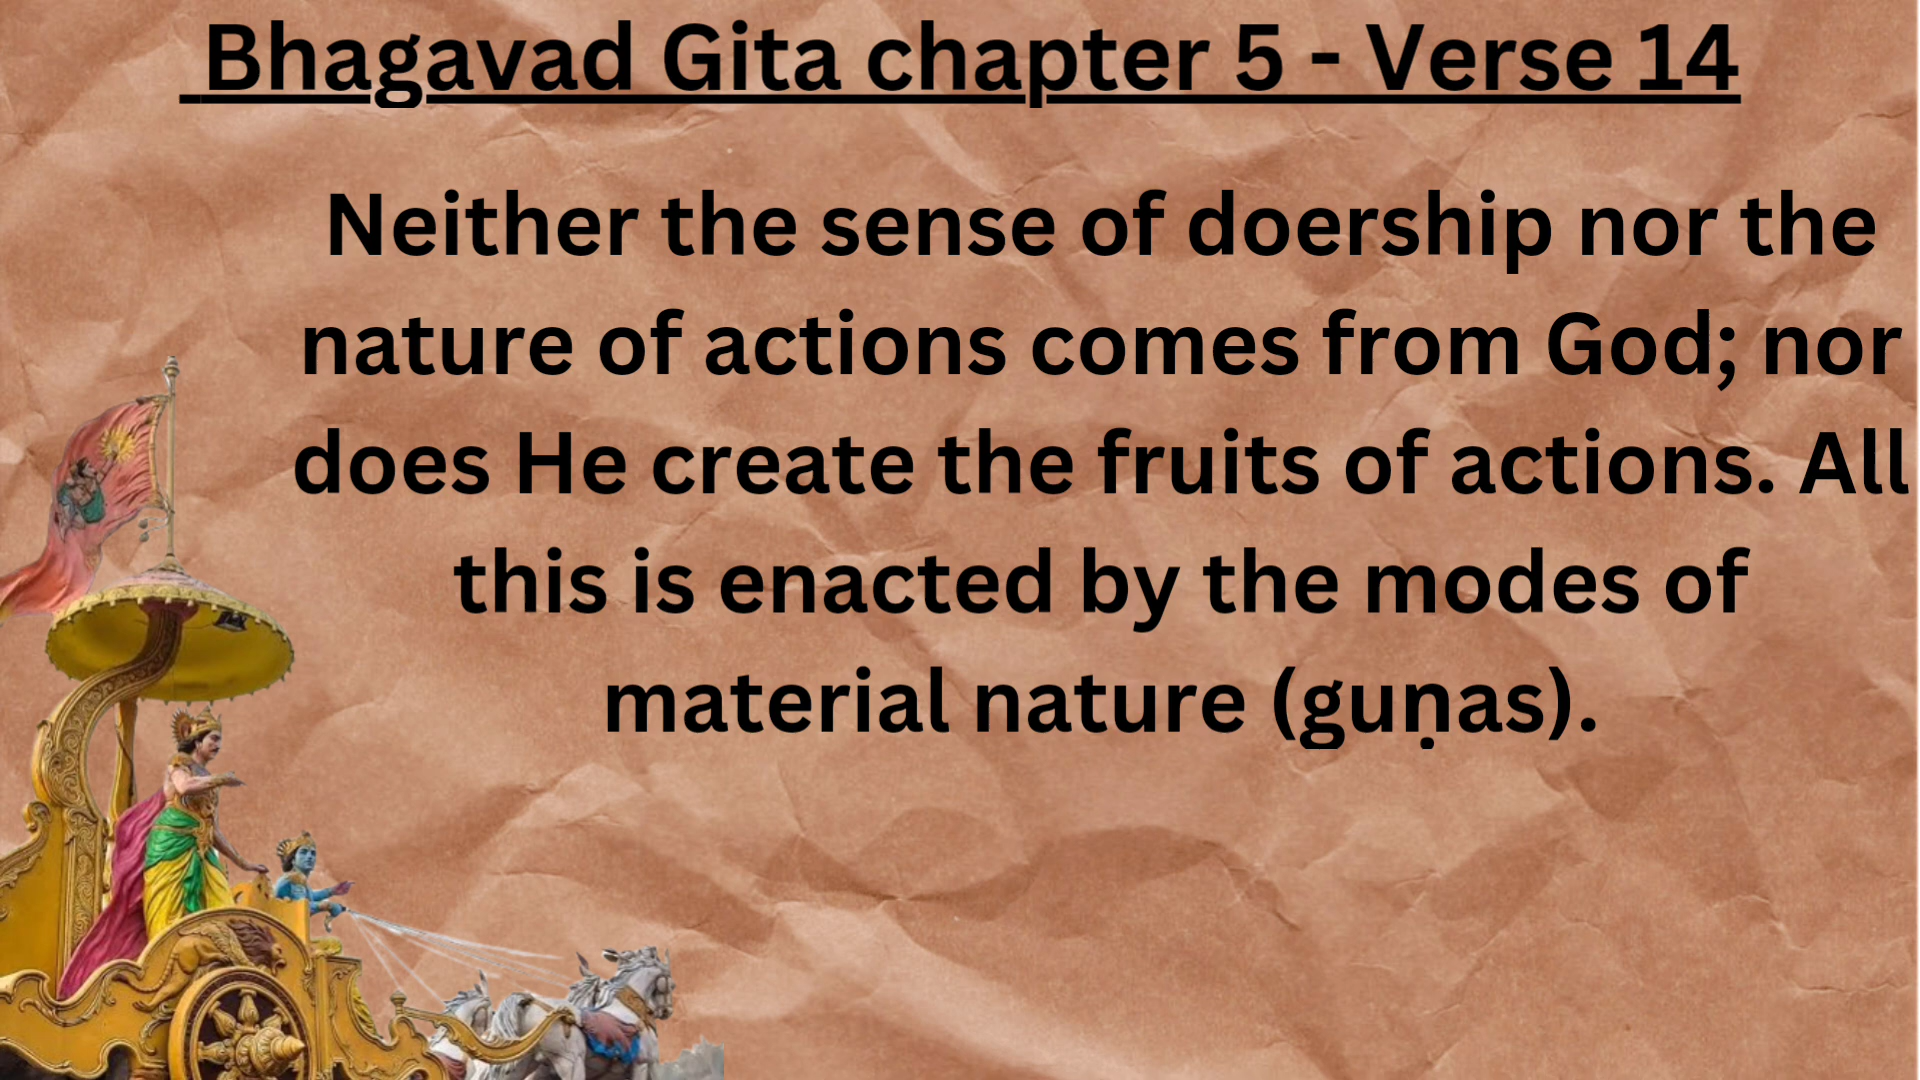 Bhagavad Gita chapter 5 - Verse 14
Neither the sense of doership nor the
nature of actions comes from God; nor
does He create the fruits of actions. All
this is enacted by the modes of
material nature (guṇas).